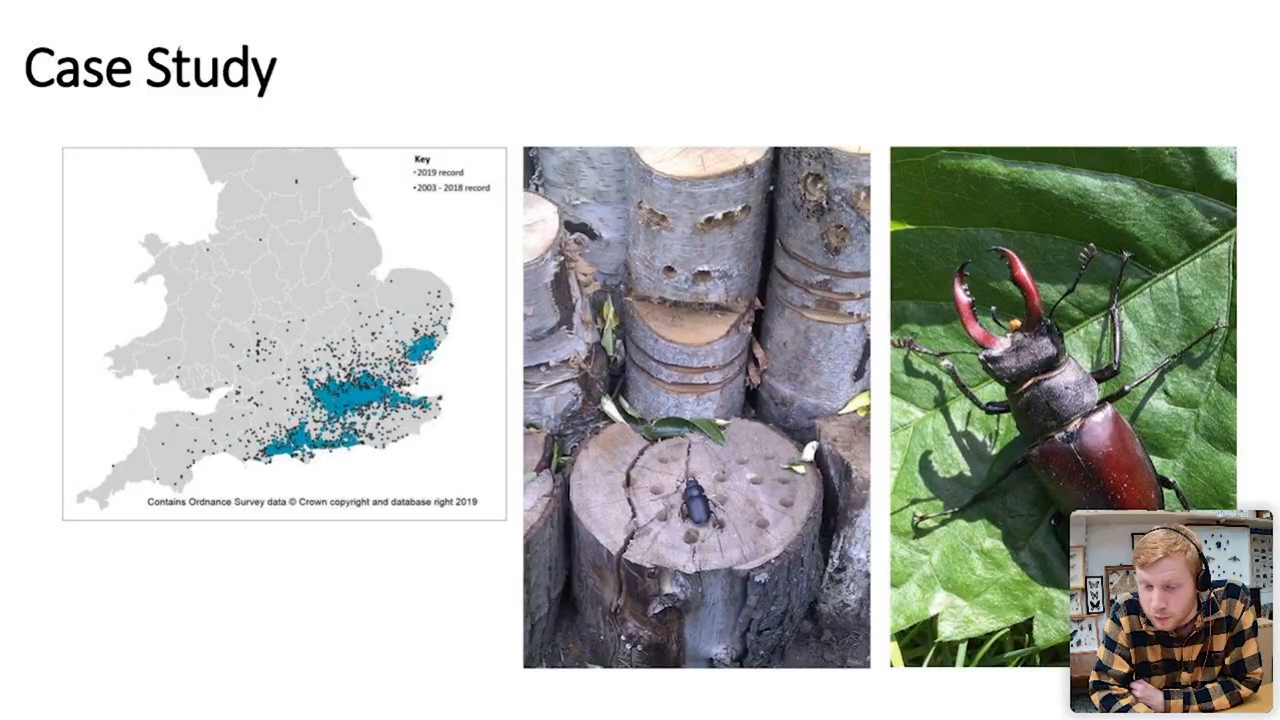 Case Study
Key
2019 record
2003 - 2018 record
Contains Ordnance Survey data © Crown copyright and database right 2019